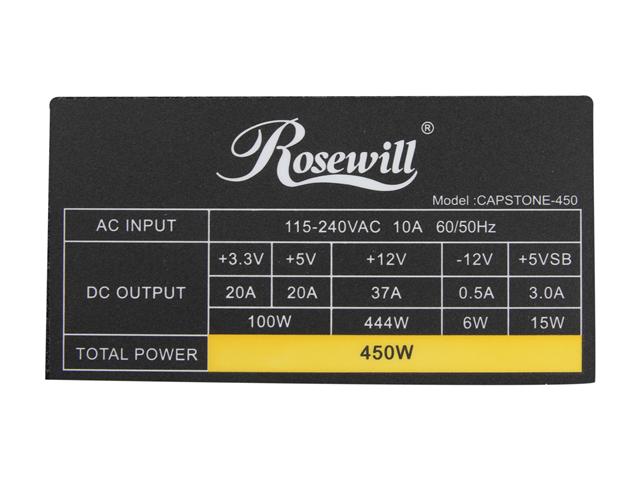 Rosewill®
Model :CAPSTONE-450
AC INPUT 115-240VAC 10A 60/50Hz
DC OUTPUT +3.3V +5V +12V -12V +5VSB
20A 20A 37A 0.5A 3.0A
100W 444W 6W 15W
TOTAL POWER 450W